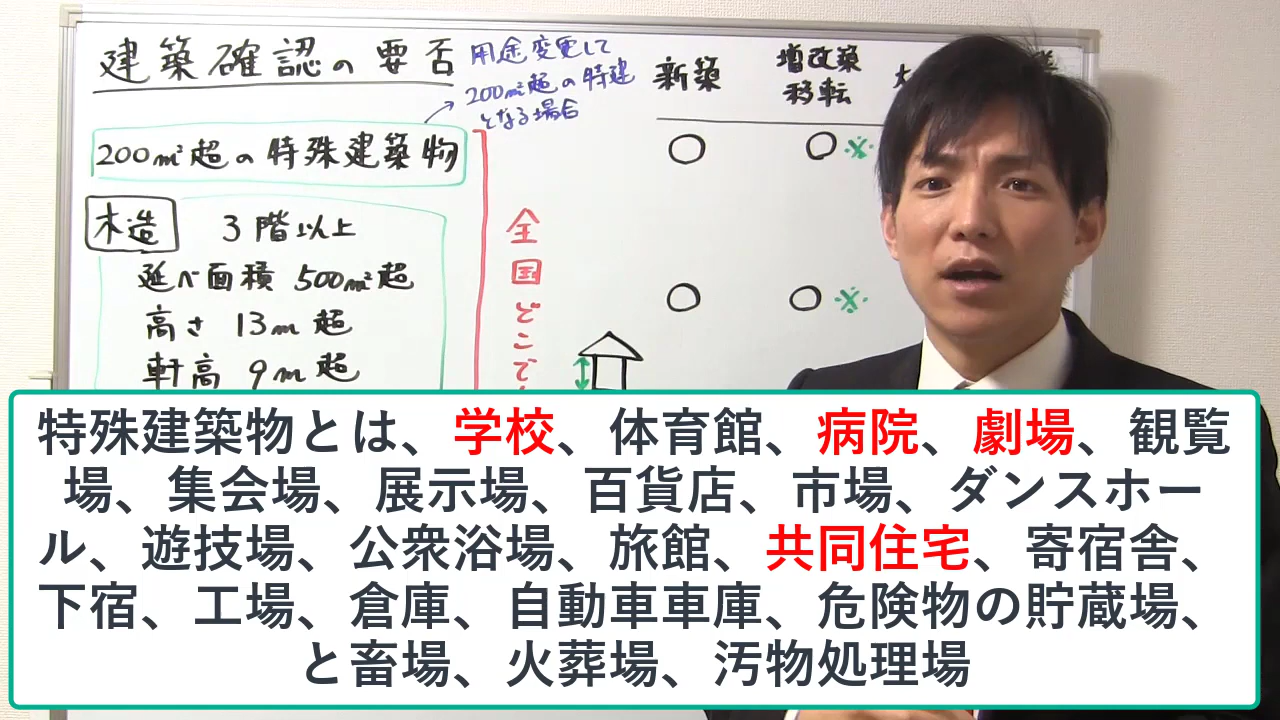 建築確認の要否
用途変更して
200㎡超の特建
となる場合
新築
増改築
移転
200㎡超の特殊建築物
木造 3階以上
延べ面積 500㎡超
高さ 13m超
軒高 9m超
全国どこで
特殊建築物とは、学校、体育館、病院、劇場、観覧
場、集会場、展示場、百貨店、市場、ダンスホー
ル、遊技場、公衆浴場、旅館、共同住宅、寄宿舎、
下宿、工場、倉庫、自動車車庫、危険物の貯蔵場、
と畜場、火葬場、汚物処理場